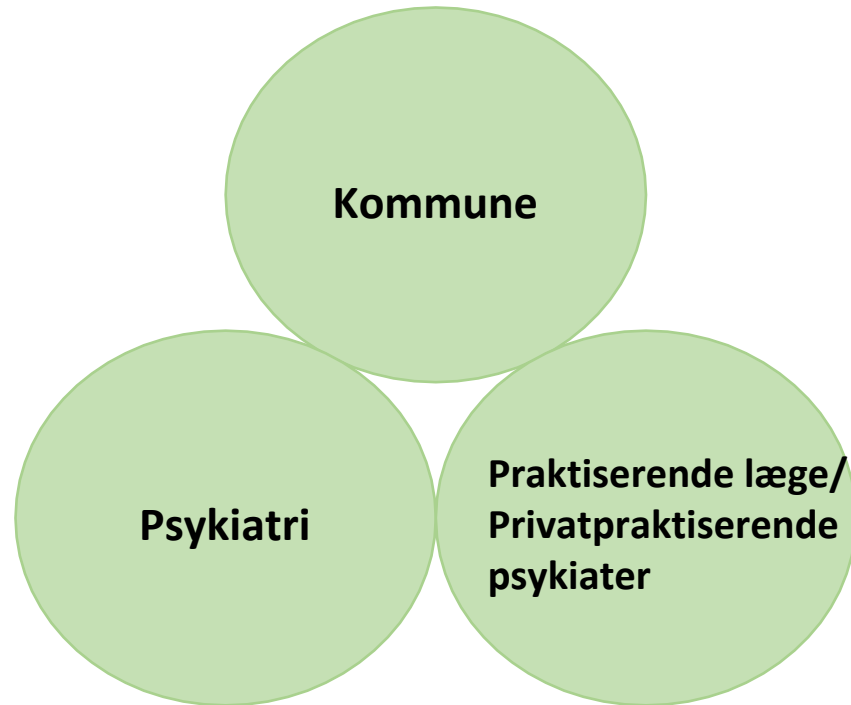 Kommune
Psykiatri
Praktiserende læge/
Privatpraktiserende
psykiater